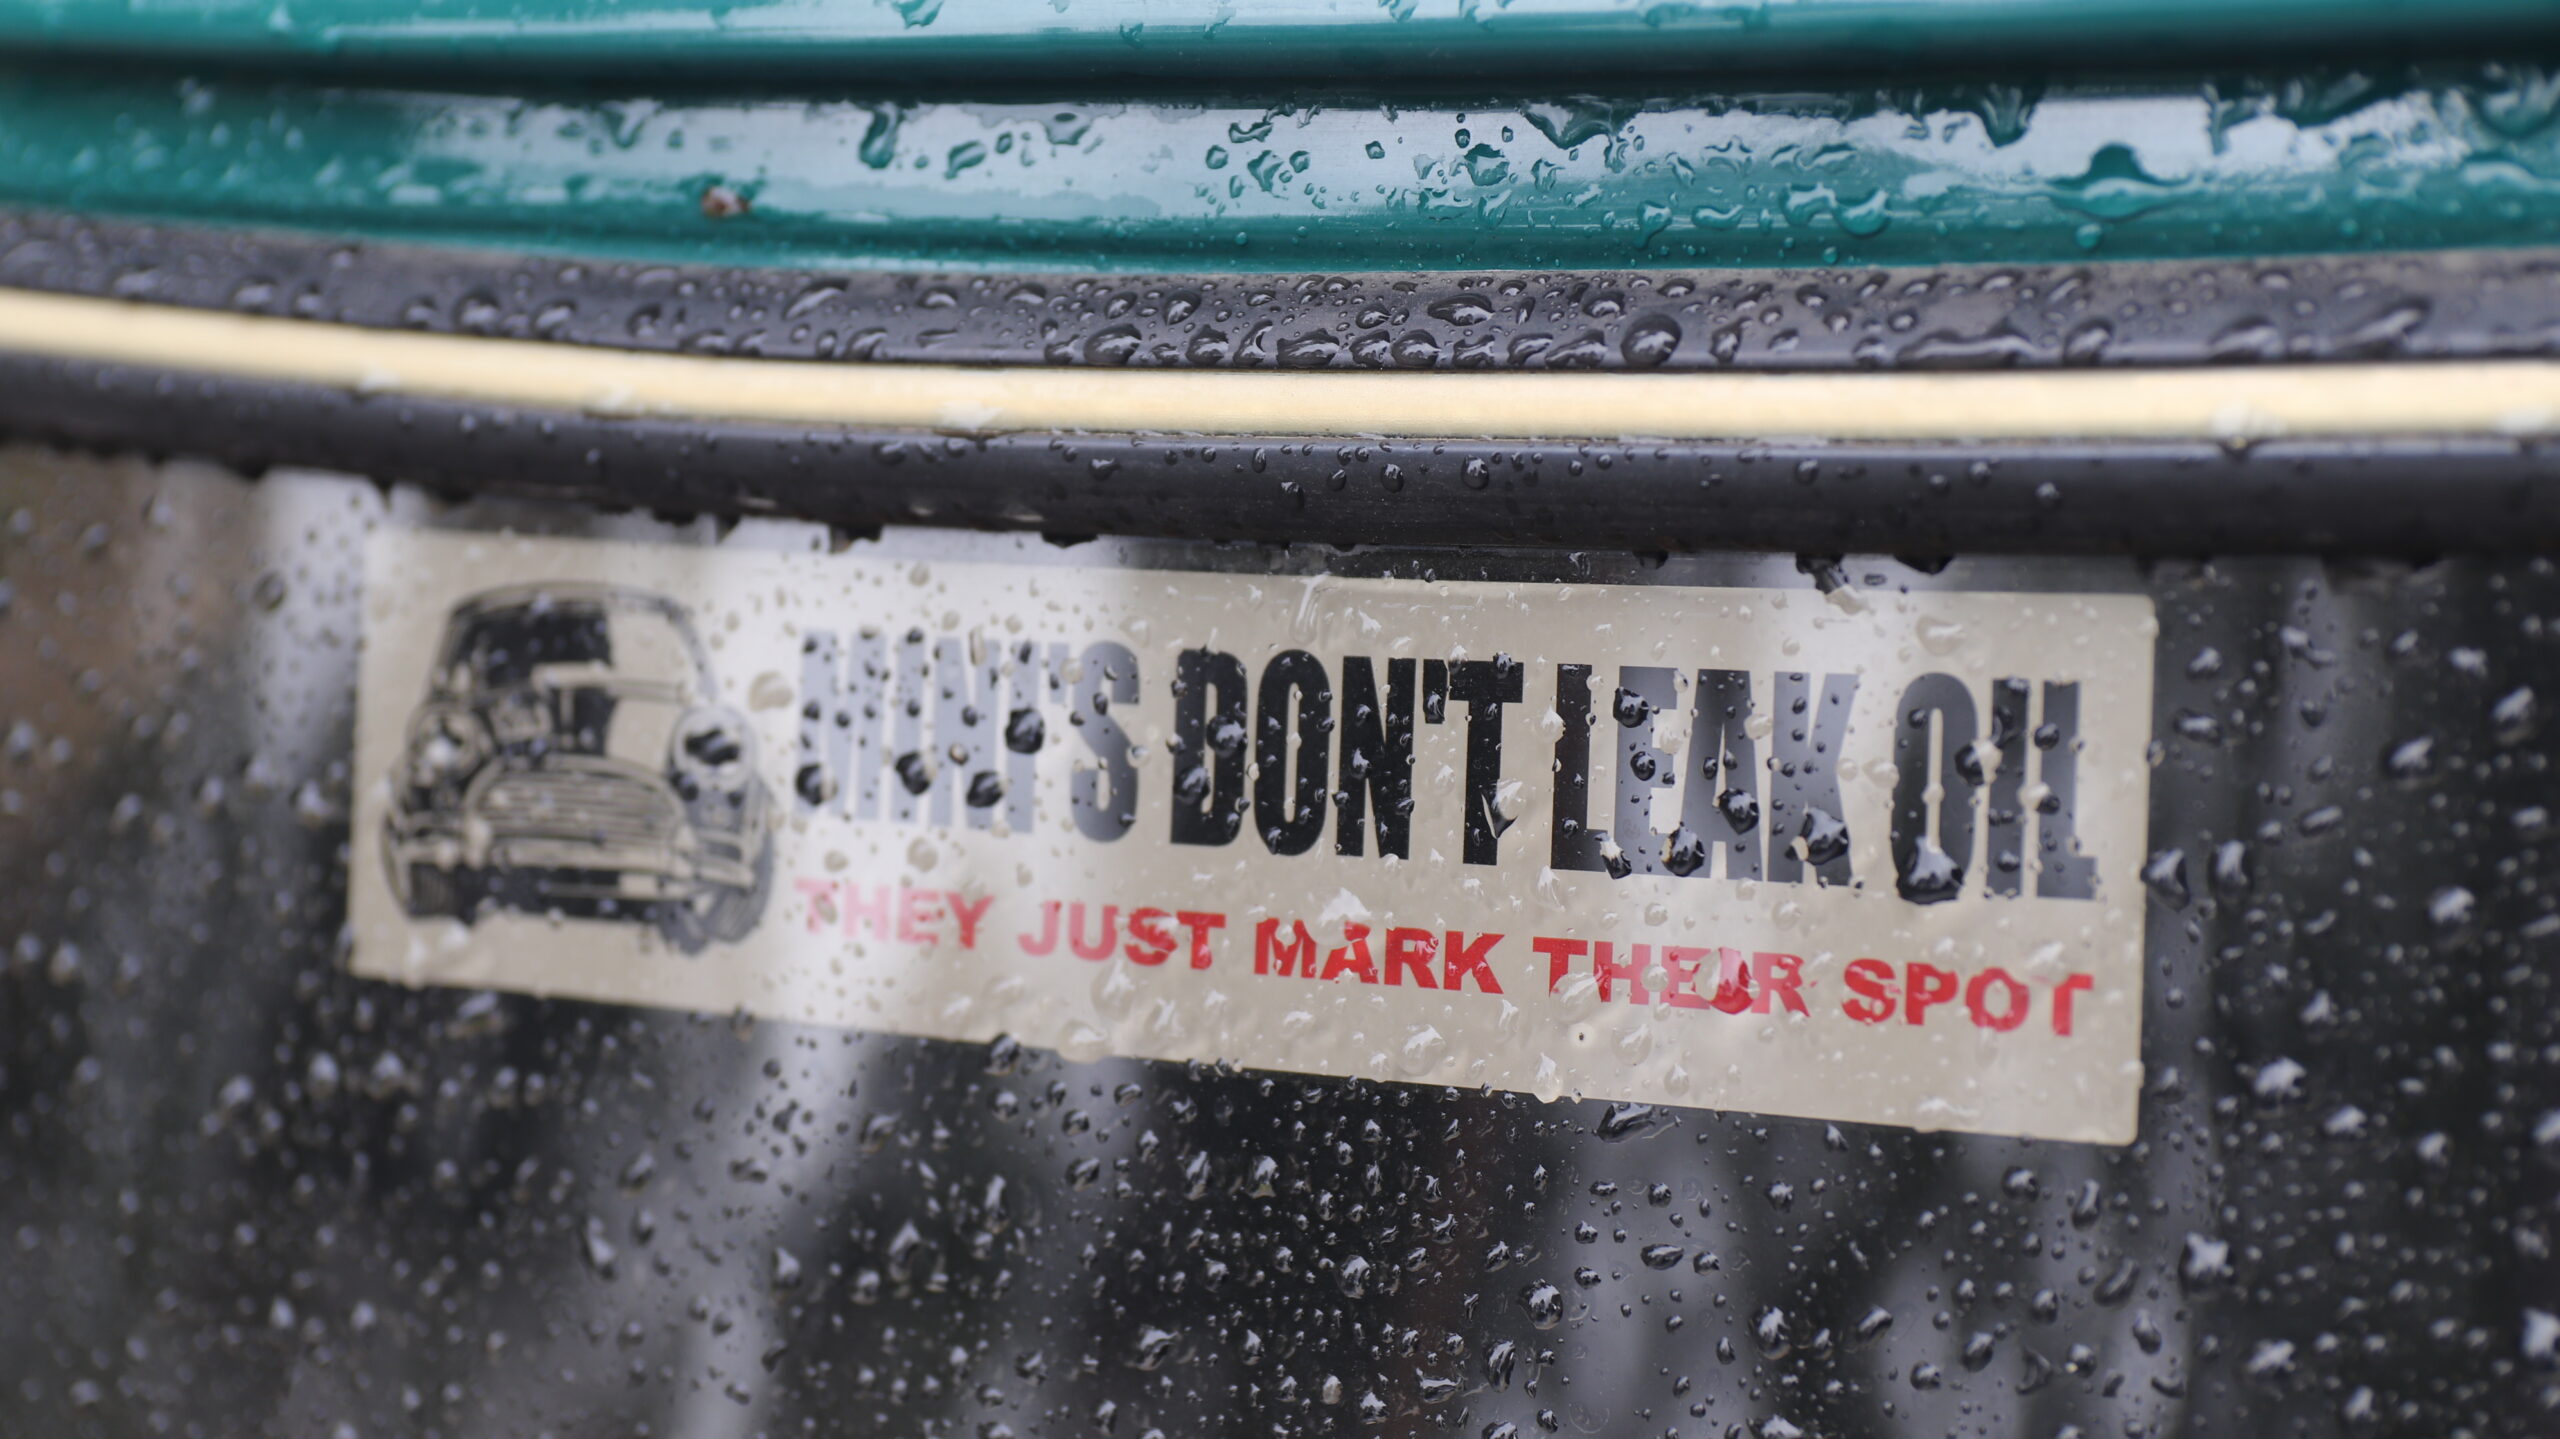 MINI'S DON'T LEAK OIL
THEY JUST MARK THEIR SPOT